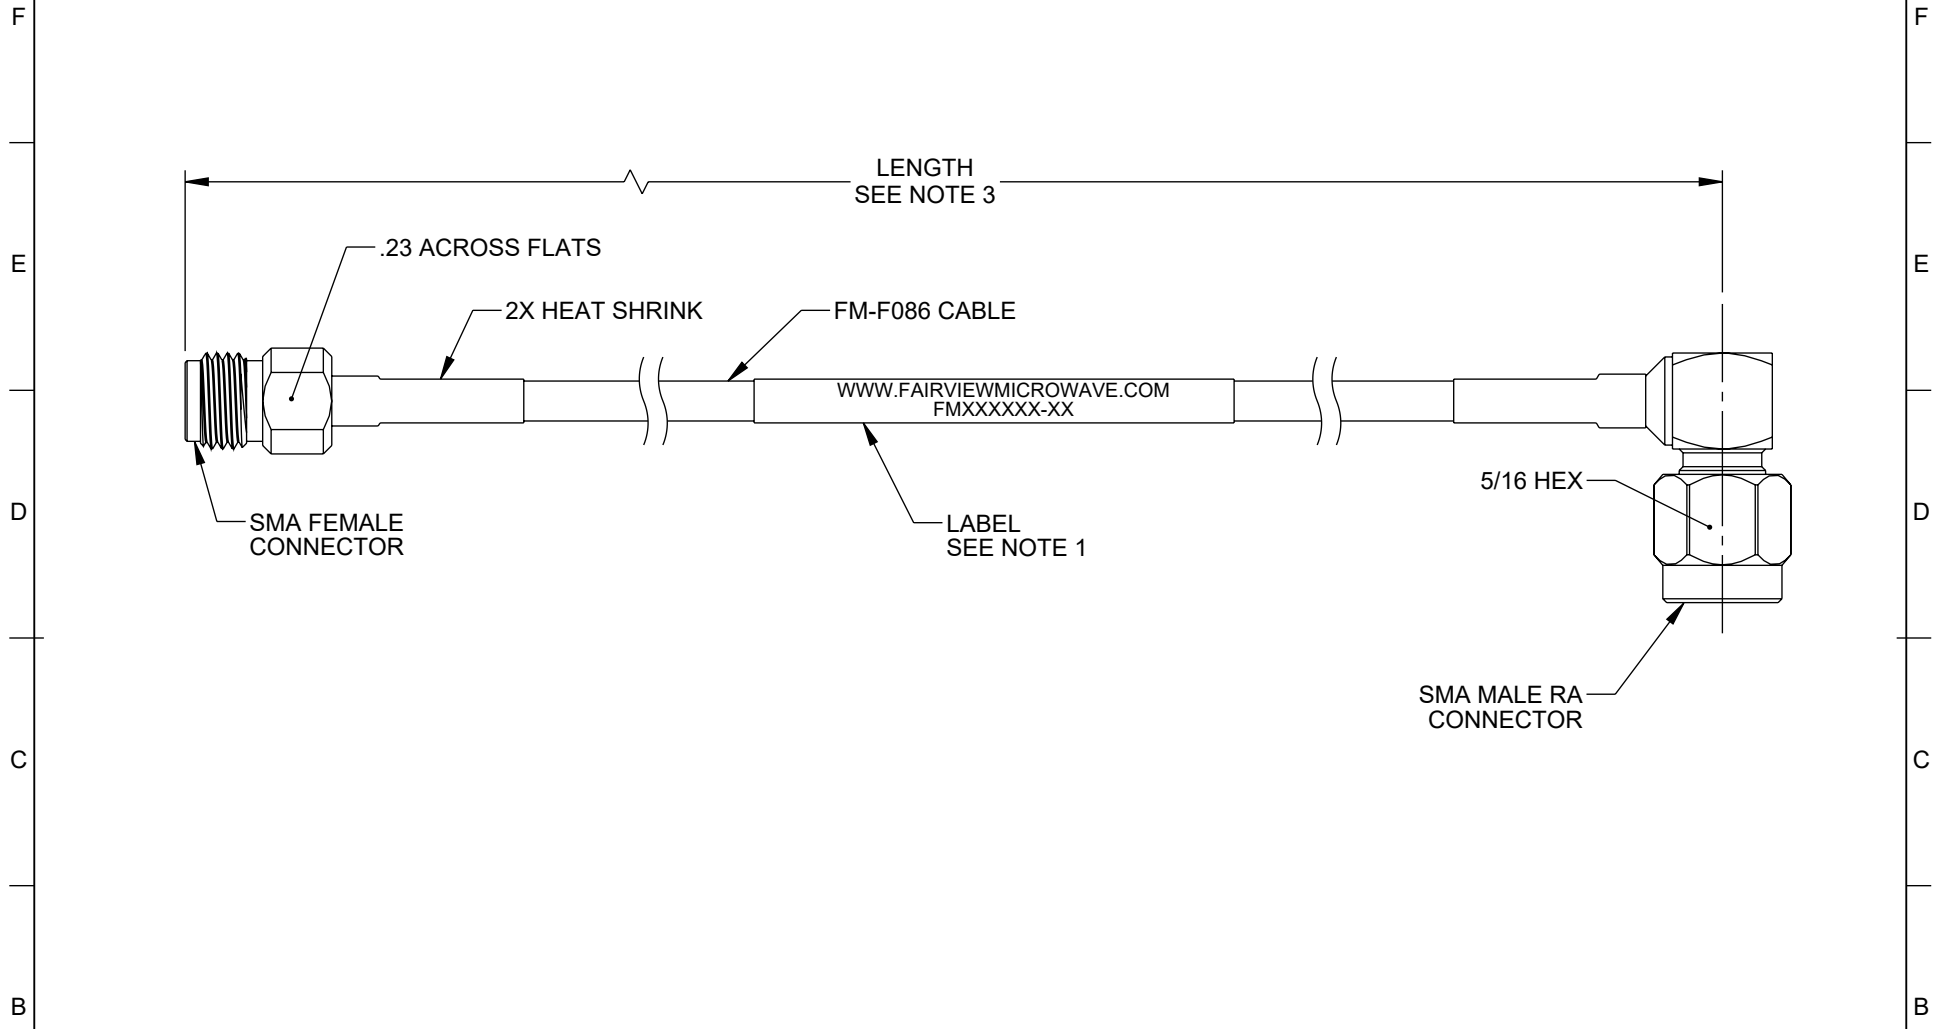 F
F
LENGTH
SEE NOTE 3
.23 ACROSS FLATS
E
E
2X HEAT SHRINK
FM-F086 CABLE
WWW.FAIRVIEWMICROWAVE.COM
FMXXXXXX-XX
5/16 HEX
D
D
SMA FEMALE
CONNECTOR
LABEL
SEE NOTE 1
SMA MALE RA
CONNECTOR
C
C
B
B